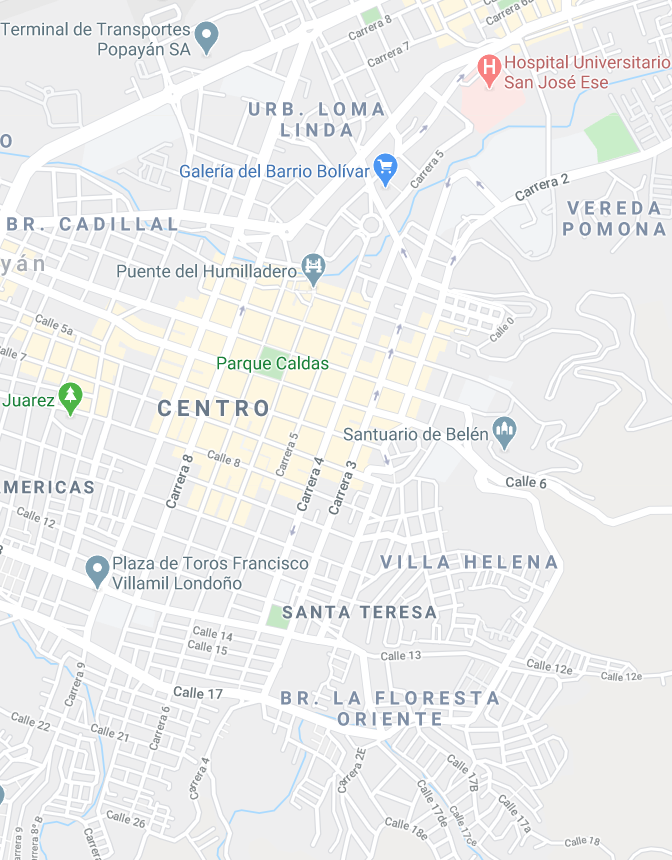 Carrera 8
Terminal de Transportes
Popayán SA
Carrera 7
Hospital Universitario
San José Ese
URB. LOMA
LINDA
O
Galería del Barrio Bolívar
Carrera 5
Carrera 2
VEREDA
POMONA
BR. CADILLAL
yán
Puente del Humilladero
Calle 5a
Calle 0
Calle 7
Parque Caldas
Juarez
CENTRO
Santuario de Belén
Carrera 5
Calle 8
Carrera 8
Carrera 4
Carrera 3
Calle 6
MERICAS
Calle 12
VILLA HELENA
Plaza de Toros Francisco
Villamil Londoño
SANTA TERESA
Calle 14
Calle 15
Calle 13
Calle 12e
Calle 12e
Carrera 9
Calle 17
BR. LA FLORESTA
ORIENTE
Carrera 6
Calle 22
Calle 21
Carrera 4
Carrera 2E
Calle 17B
Calle 17de
Calle 17a
Calle 26
Calle 18e
Calle 18
Carrera 9
Carrera 8ª B